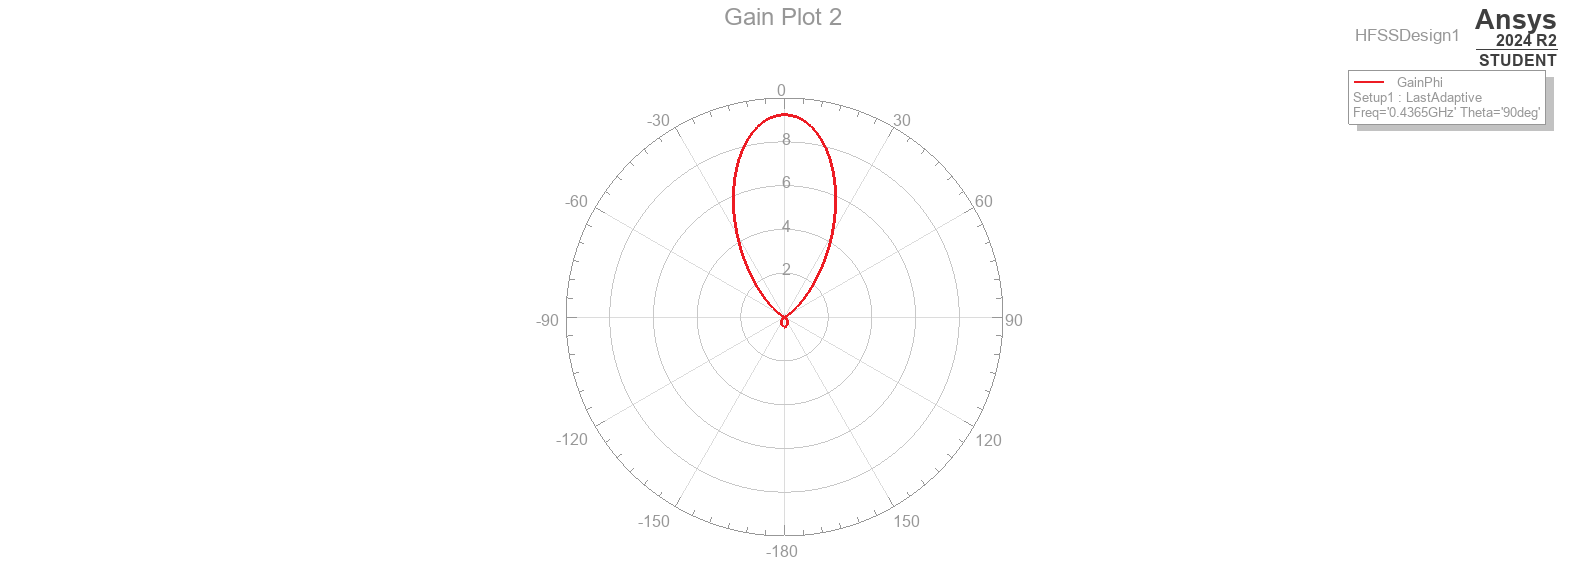 Gain Plot 2
HFSSDesign1
Ansys
2024 R2
STUDENT
GainPhi
Setup1 : LastAdaptive
Freq='0.4365GHz' Theta='90deg'
0
-30
30
8
6
-60
60
4
2
-90
90
-120
120
-150
150
-180